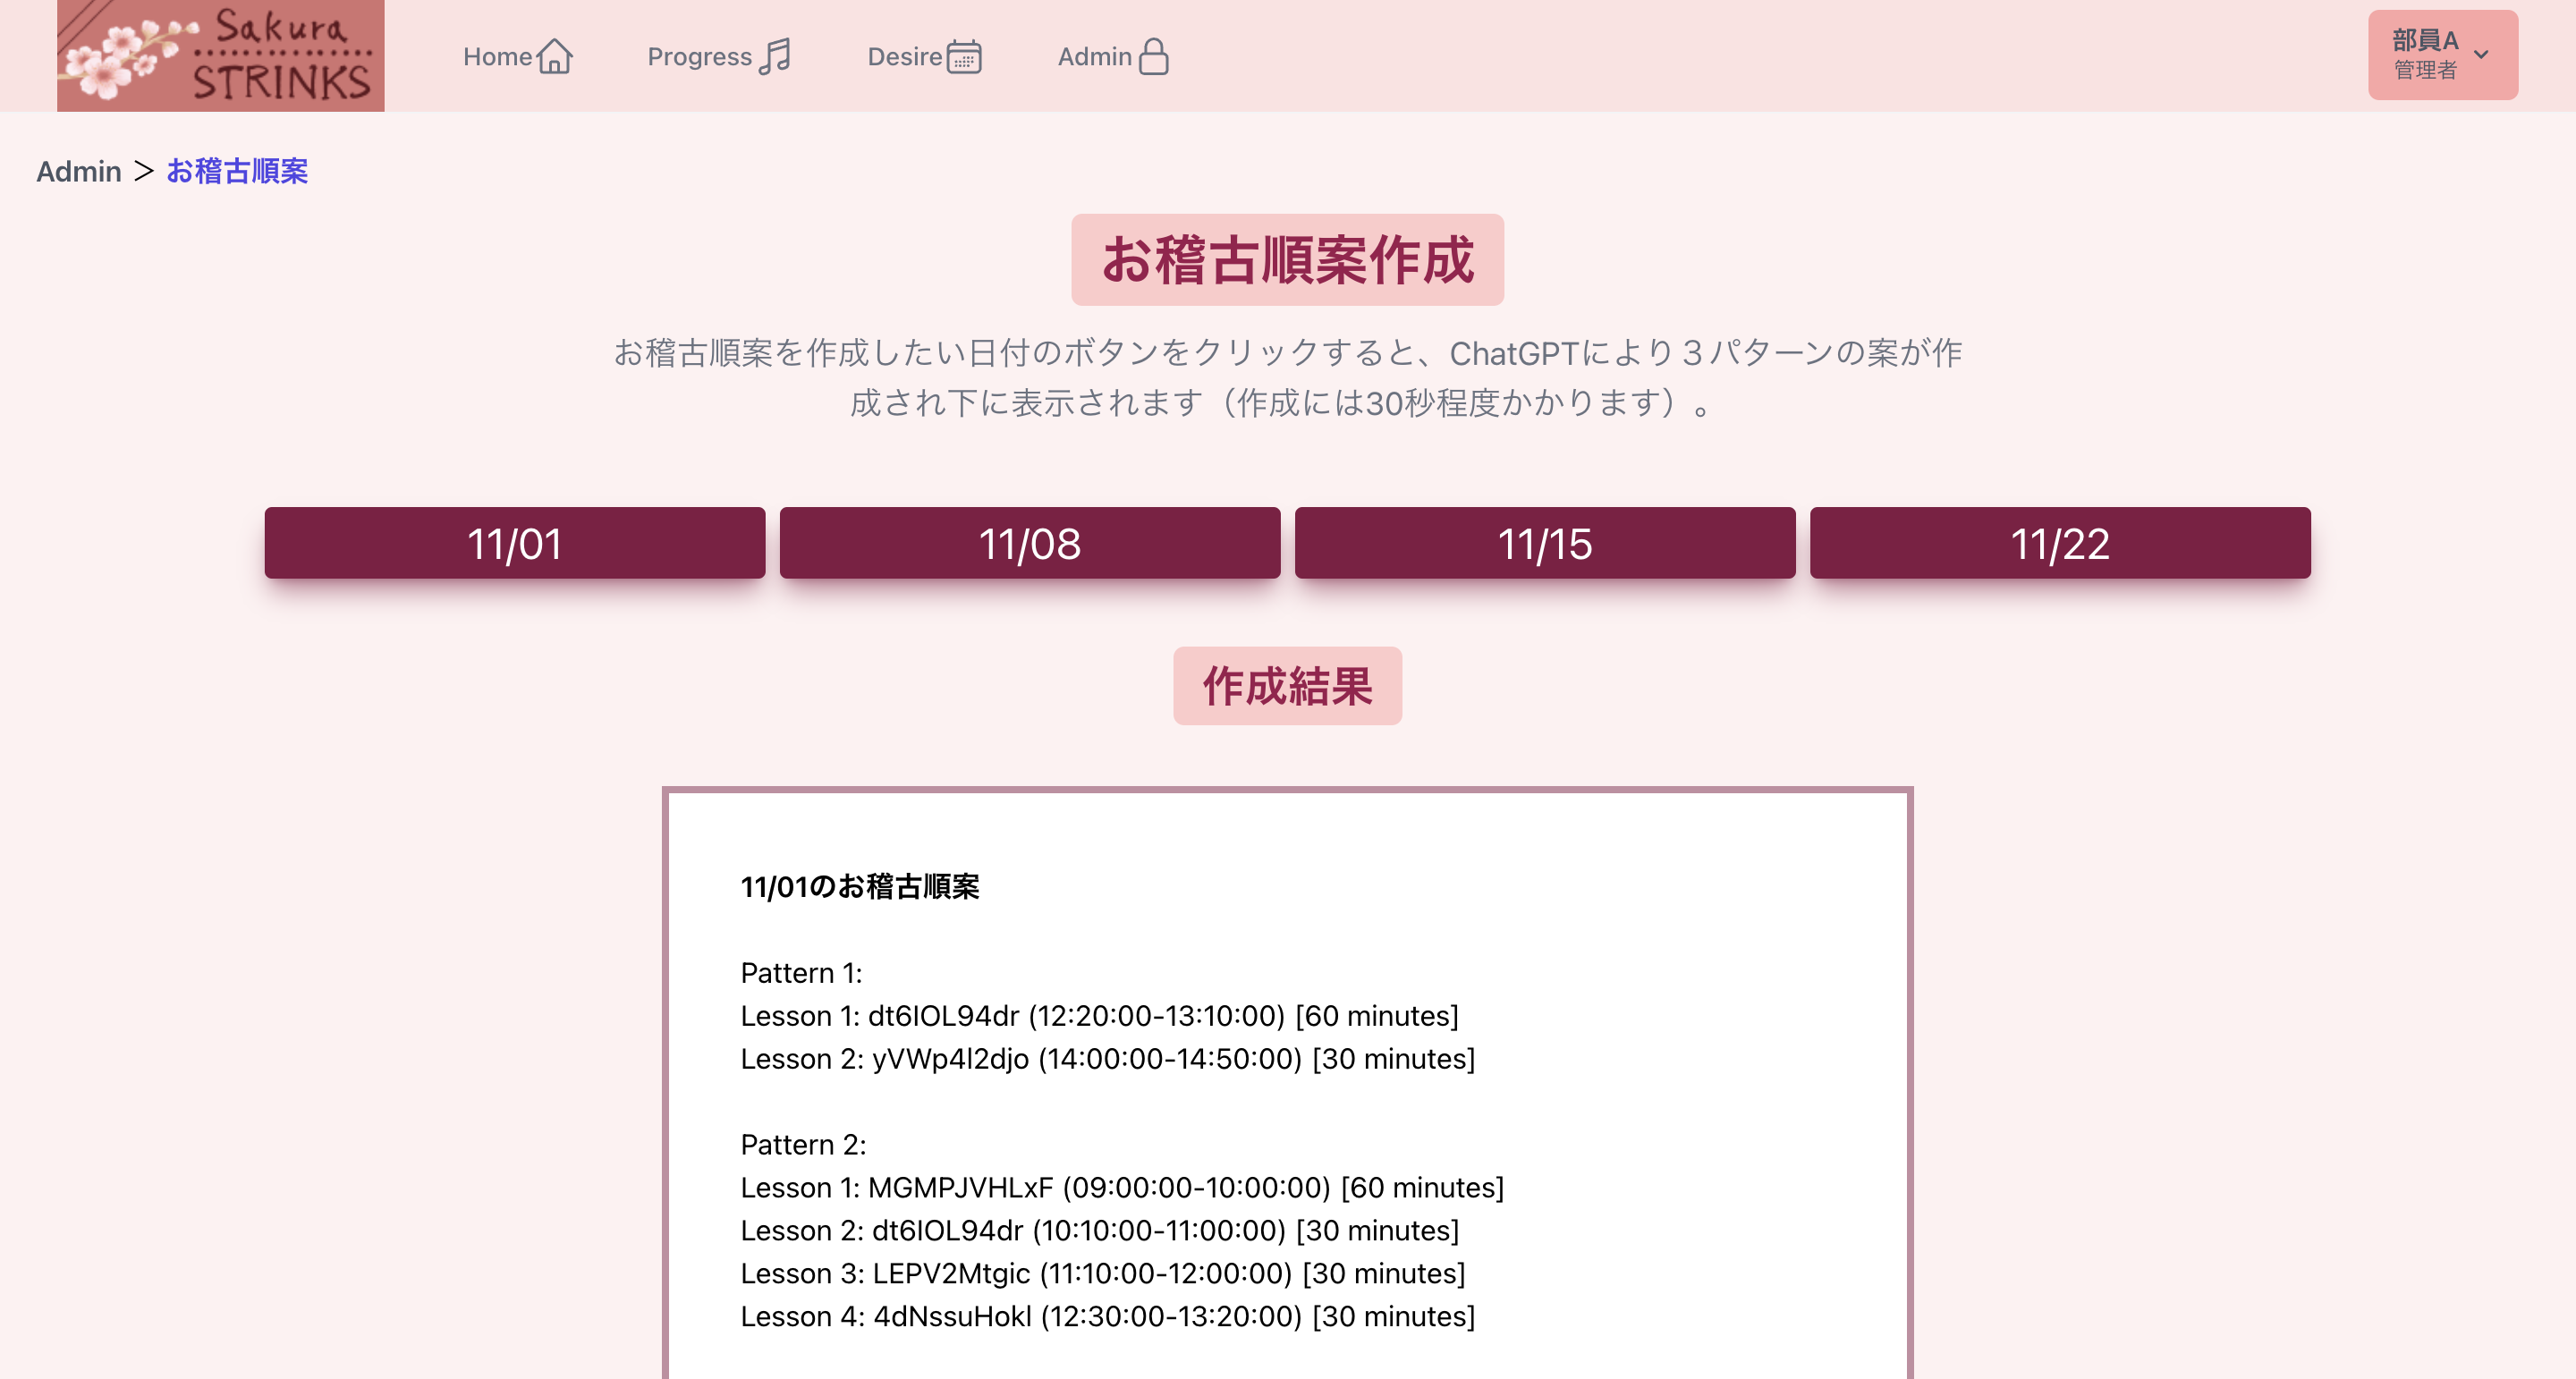 Sakura
STRINKS
Home
Progress
Desire
Admin
部員A
管理者
Admin > お稽古順案
お稽古順案作成
お稽古順案を作成したい日付のボタンをクリックすると、ChatGPTにより３パターンの案が作
成され下に表示されます（作成には30秒程度かかります）。
11/01
11/08
11/15
11/22
作成結果
11/01のお稽古順案
Pattern 1:
Lesson 1: dt6IOL94dr (12:20:00-13:10:00) [60 minutes]
Lesson 2: yVWp4l2djo (14:00:00-14:50:00) [30 minutes]
Pattern 2:
Lesson 1: MGMPJVHLxF (09:00:00-10:00:00) [60 minutes]
Lesson 2: dt6IOL94dr (10:10:00-11:00:00) [30 minutes]
Lesson 3: LEPV2Mtgic (11:10:00-12:00:00) [30 minutes]
Lesson 4: 4dNssuHokl (12:30:00-13:20:00) [30 minutes]